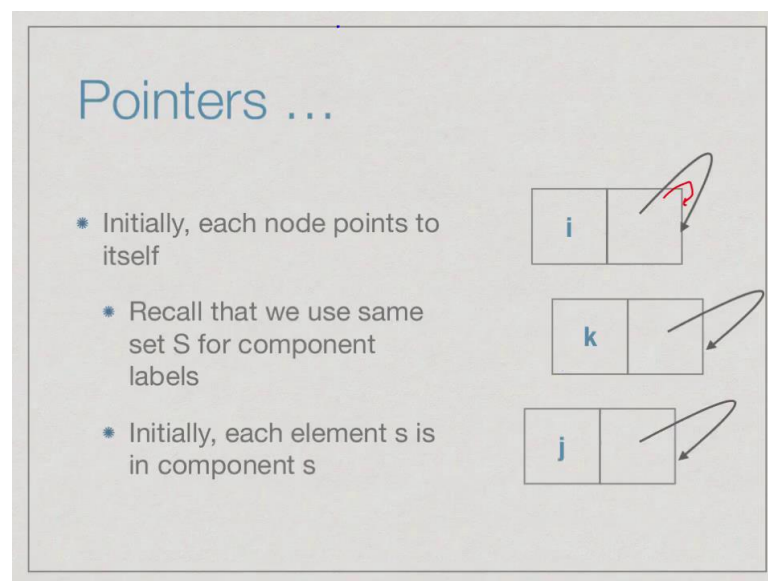 Pointers ...
Initially, each node points to
itself
Recall that we use same
set S for component
labels
Initially, each element s is
in component s
i
k
j